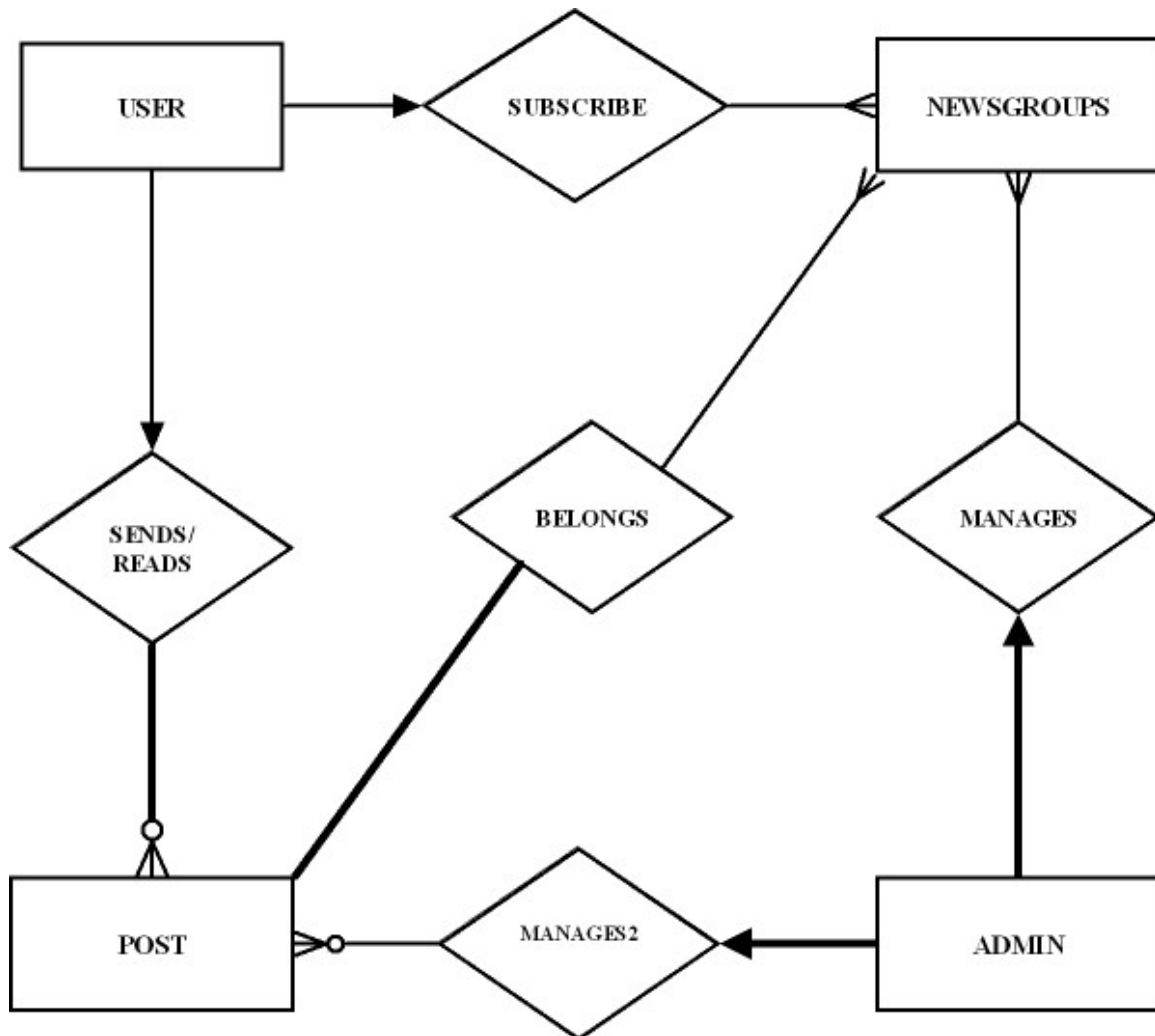 USER
SUBSCRIBE
NEWSGROUPS
SENDS/
READS
BELONGS
MANAGES
POST
MANAGES2
ADMIN